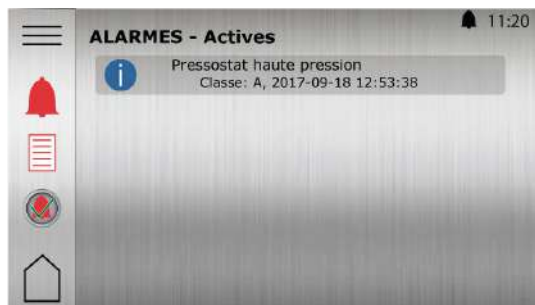 11:20
ALARMES - Actives
Pressostat haute pression
Classe: A, 2017-09-18 12:53:38